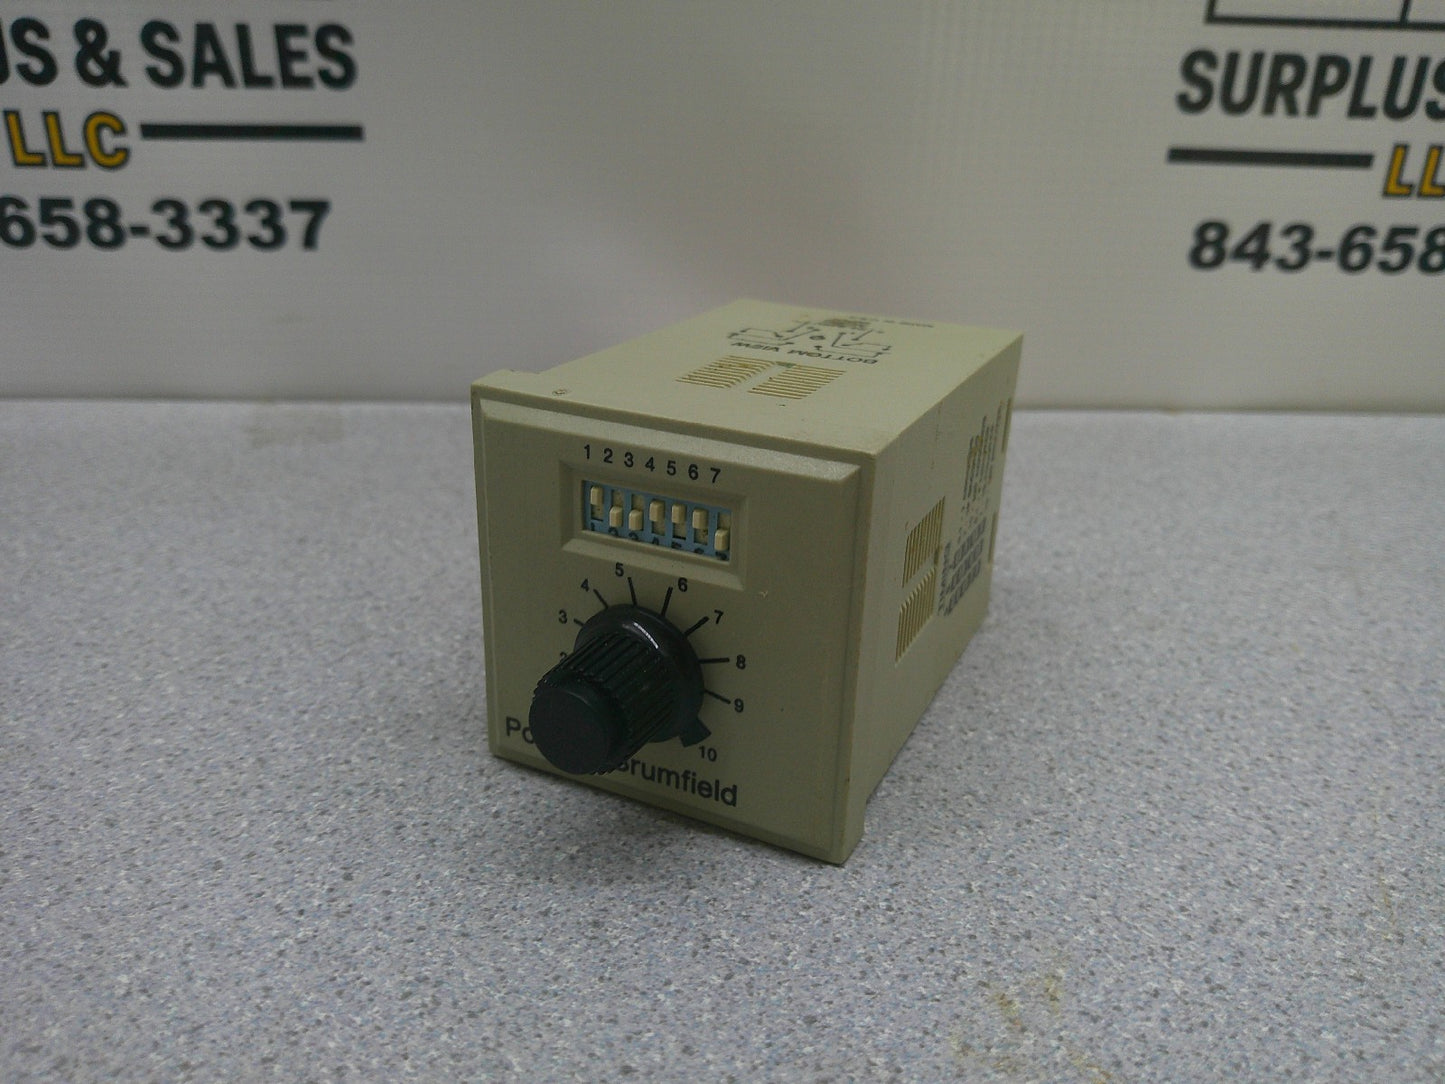 US & SALES
LLC
658-3337
SURPLUS
LL
843-658
BOTTOM VIEW
1 2 3 4 5 6 7
5 6
4 7
3
8
9
10
Po Brumfield